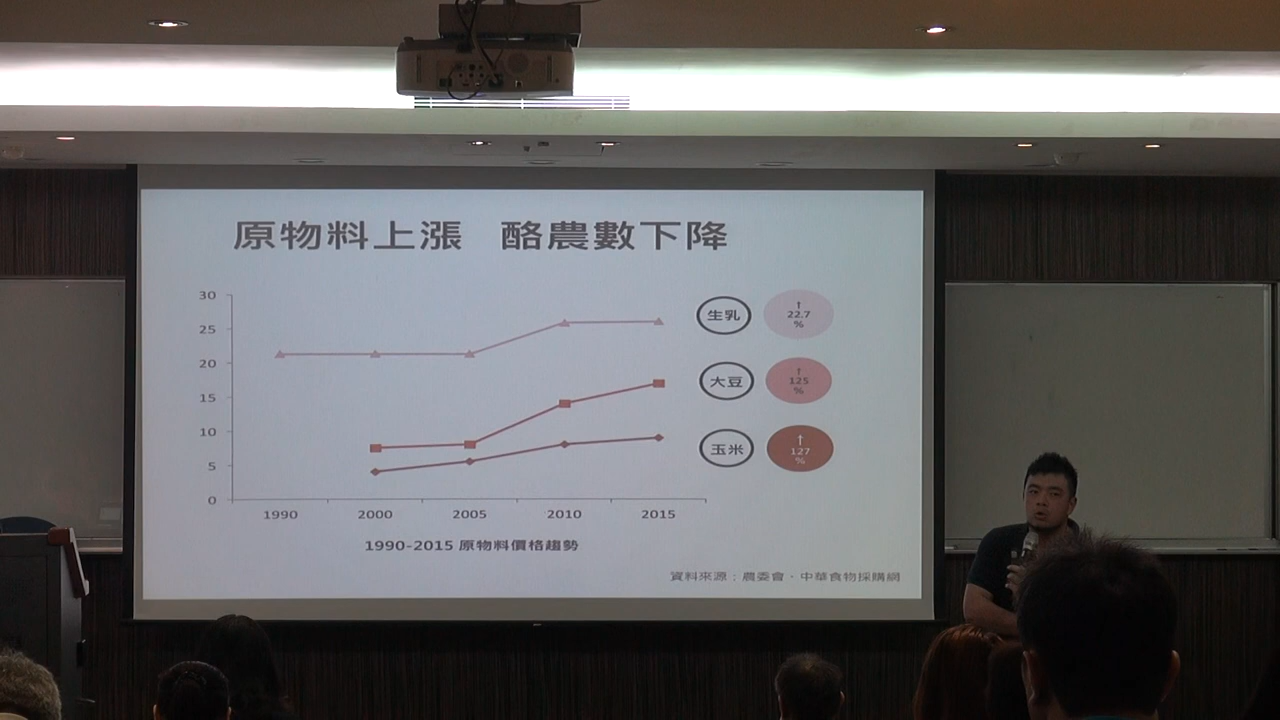 原物料上漲 酪農數下降
30
25
20
15
10
5
0
1990 2000 2005 2010 2015
1990-2015 原物料價格趨勢
生乳
↑
22.7
%
大豆
↑
125
%
玉米
↑
127
%
資料來源：農委會、中華食物採購網